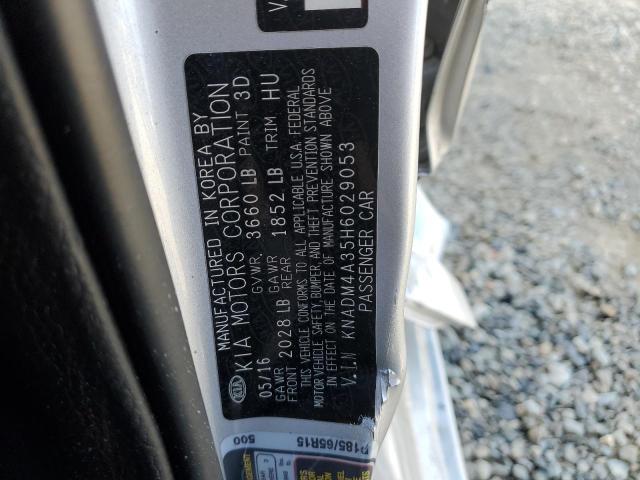 MANUFACTURED IN KOREA BY
KIA KIA MOTORS CORPORATION
05/16 GVWR 3660 LB PAINT 3D
GAWR FRONT 2028 LB GAWR REAR 1852 LB TRIM HU
THIS VEHICLE CONFORMS TO ALL APPLICABLE U.S.A. FEDERAL
MOTOR VEHICLE SAFETY, BUMPER, AND THEFT PREVENTION STANDARDS
IN EFFECT ON THE DATE OF MANUFACTURE SHOWN ABOVE
V.I.N KNADM4A35H6029053
PASSENGER CAR
500
P185/65R15